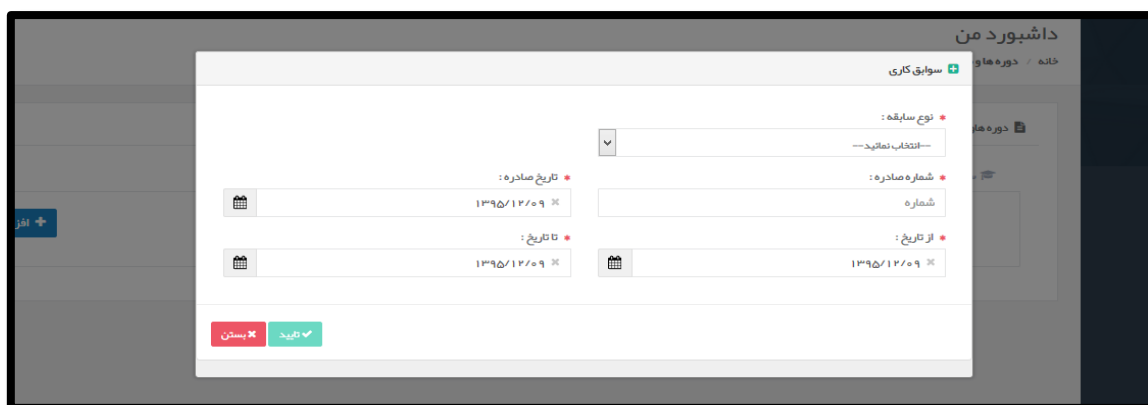 داشبورد من
خانه / دوره ها و
دوره های
افز
سوابق کاری
* نوع سابقه :
--انتخاب نمائید--
* شماره صادره :
* تاریخ صادره :
شماره
× ۱۳۹۵/۱۲/۰۹
* از تاریخ :
* تا تاریخ :
× ۱۳۹۵/۱۲/۰۹
× ۱۳۹۵/۱۲/۰۹
تایید
بستن